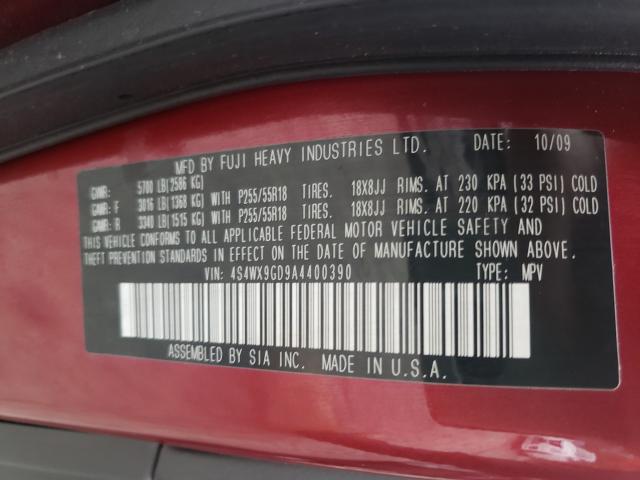 MFD BY FUJI HEAVY INDUSTRIES LTD. DATE: 10/09
GVWR: 5700 LB(2586 KG)
GAWR: F 3016 LB(1368 KG) WITH P255/55R18 TIRES. 18X8JJ RIMS. AT 230 KPA (33 PSI) COLD
GAWR: R 3340 LB(1515 KG) WITH P255/55R18 TIRES. 18X8JJ RIMS. AT 220 KPA (32 PSI) COLD
THIS VEHICLE CONFORMS TO ALL APPLICABLE FEDERAL MOTOR VEHICLE SAFETY AND
THEFT PREVENTION STANDARDS IN EFFECT ON THE DATE OF MANUFACTURE SHOWN ABOVE.
VIN: 4S4WX9GD9A4400390 TYPE: MPV
ASSEMBLED BY SIA INC. MADE IN U.S.A.